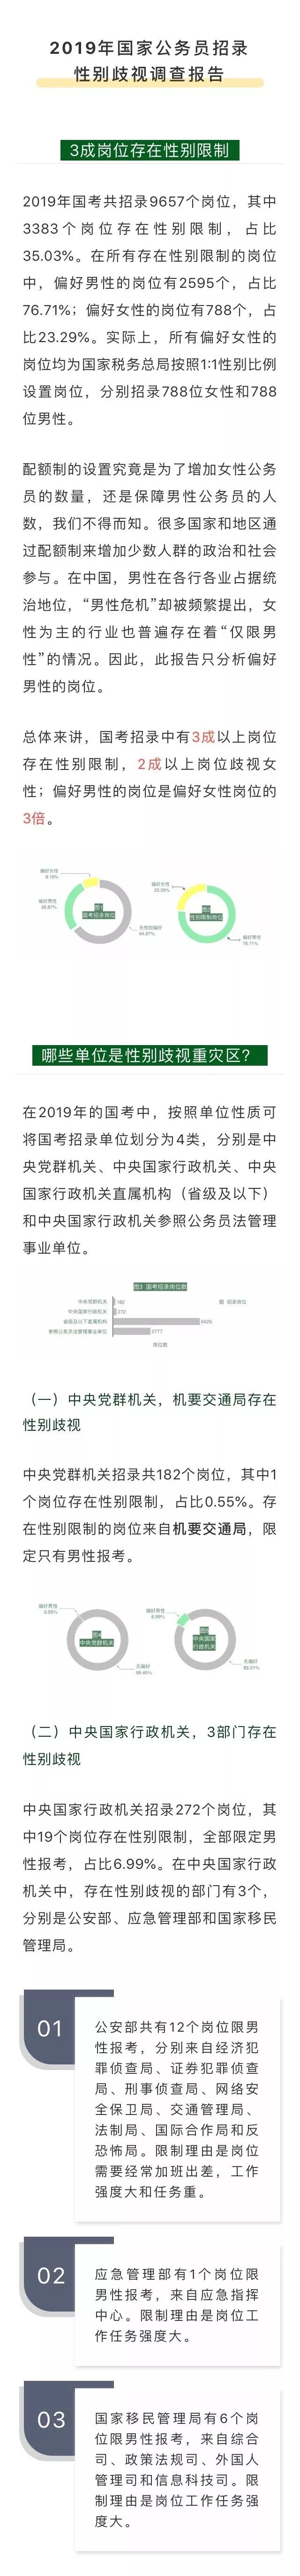 2019年国家公务员招录
性别歧视调查报告
3成岗位存在性别限制
2019年国考共招录9657个岗位，其中
3383个岗位存在性别限制，占比
35.03%。在所有存在性别限制的岗位
中，偏好男性的岗位有2595个，占比
76.71%；偏好女性的岗位有788个，占
比23.29%。实际上，所有偏好女性的
岗位均为国家税务总局按照1:1性别比例
设置岗位，分别招录788位女性和788
位男性。
配额制的设置究竟是为了增加女性公务
员的数量，还是保障男性公务员的人
数，我们不得而知。很多国家和地区通
过配额制来增加少数人群的政治和社会
参与。在中国，男性在各行各业占据统
治地位，“男性危机”却被频繁提出，女
性为主的行业也普遍存在着“仅限男
性”的情况。因此，此报告只分析偏好
男性的岗位。
总体来讲，国考招录中有3成以上岗位
存在性别限制，2成以上岗位歧视女
性；偏好男性的岗位是偏好女性岗位的
3倍。
偏好女性
8.16%
偏好男性
26.87%
图1
国考招录岗位
无性别偏好
64.97%
偏好女性
23.29%
图2
性别限制岗位
偏好男性
76.71%
哪些单位是性别歧视重灾区？
在2019年的国考中，按照单位性质可
将国考招录单位划分为4类，分别是中
央党群机关、中央国家行政机关、中央
国家行政机关直属机构（省级及以下）
和中央国家行政机关参照公务员法管理
事业单位。
图3 国考招录岗位数
中央党群机关 182
中央国家行政机关 272
省级及以下直属机构 6426
参照公务员法管理事业单位 2777
招录岗位
岗位数
（一）中央党群机关，机要交通局存在
性别歧视
中央党群机关招录共182个岗位，其中1
个岗位存在性别限制，占比0.55%。存
在性别限制的岗位来自机要交通局，限
定只有男性报考。
偏好男性
0.55%
图4
中央党群机关
无偏好
99.45%
偏好男性
6.99%
图5
中央国家
行政机关
无偏好
93.01%
（二）中央国家行政机关，3部门存在
性别歧视
中央国家行政机关招录272个岗位，其
中19个岗位存在性别限制，全部限定男
性报考，占比6.99%。在中央国家行政
机关中，存在性别歧视的部门有3个，
分别是公安部、应急管理部和国家移民
管理局。
01
公安部共有12个岗位限男
性报考，分别来自经济犯
罪侦查局、证券犯罪侦查
局、刑事侦查局、网络安
全保卫局、交通管理局、
法制局、国际合作局和反
恐怖局。限制理由是岗位
需要经常加班出差，工作
强度大和任务重。
02
应急管理部有1个岗位限
男性报考，来自应急指挥
中心。限制理由是岗位工
作任务强度大。
03
国家移民管理局有6个岗
位限男性报考，来自综合
司、政策法规司、外国人
管理司和信息科技司。限
制理由是岗位工作任务强
度大。